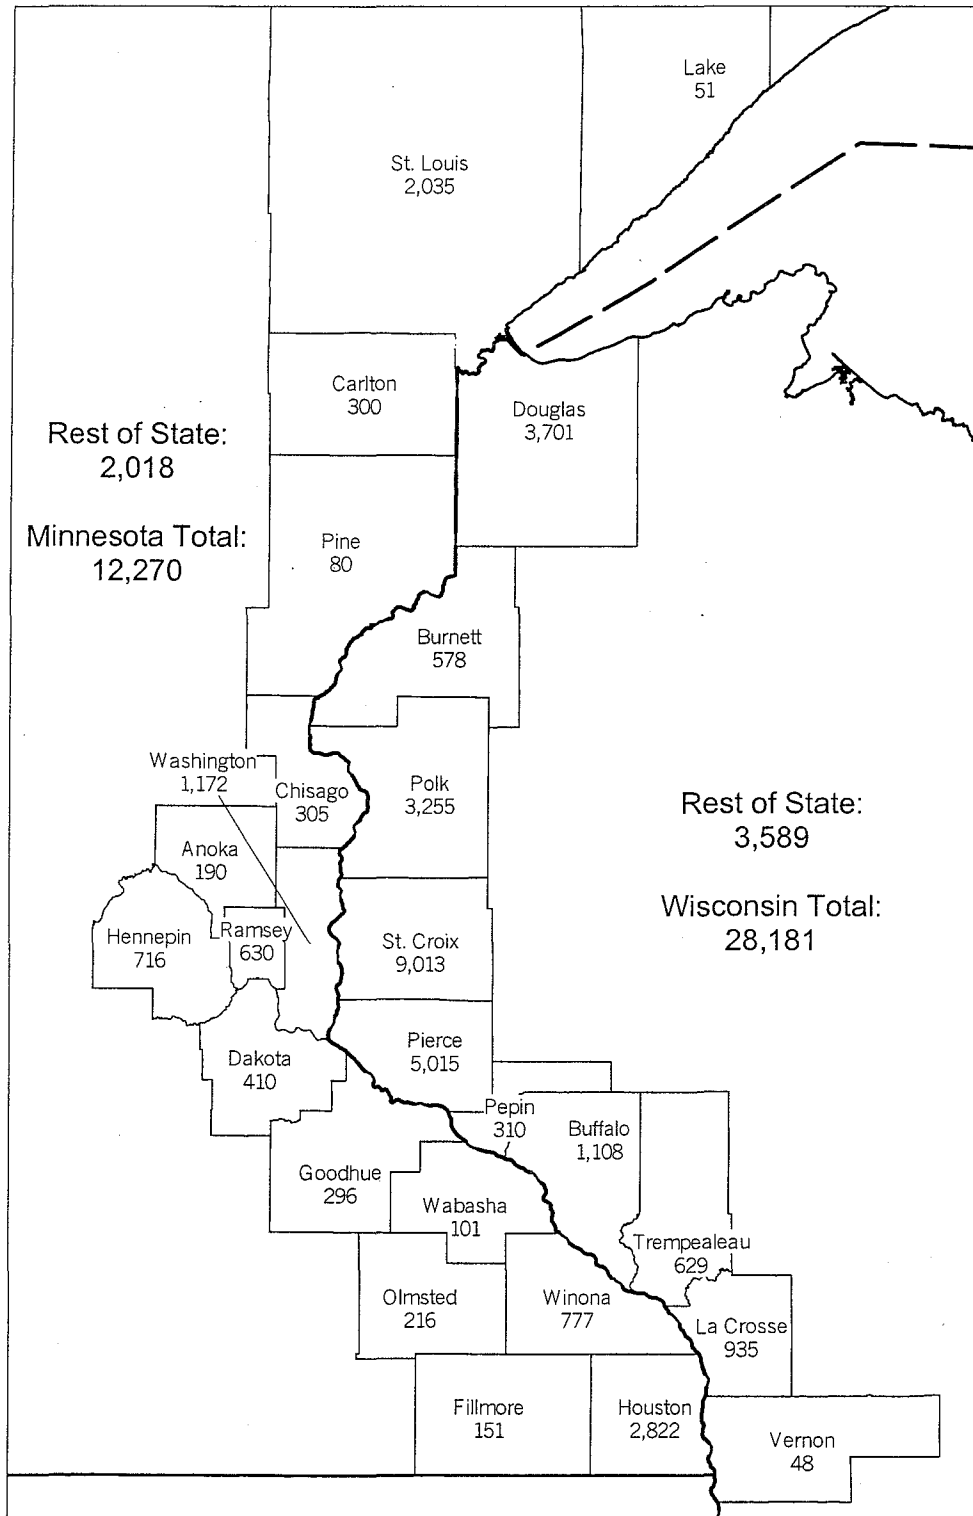 Lake
51
St. Louis
2,035
Carlton
300
Douglas
3,701
Rest of State:
2,018
Minnesota Total:
12,270
Pine
80
Burnett
578
Washington
1,172
Chisago
305
Polk
3,255
Rest of State:
3,589
Wisconsin Total:
28,181
Anoka
190
Hennepin
716
Ramsey
630
St. Croix
9,013
Pierce
5,015
Dakota
410
Pepin
310
Buffalo
1,108
Goodhue
296
Wabasha
101
Trempealeau
629
Olmsted
216
Winona
777
La Crosse
935
Fillmore
151
Houston
2,822
Vernon
48